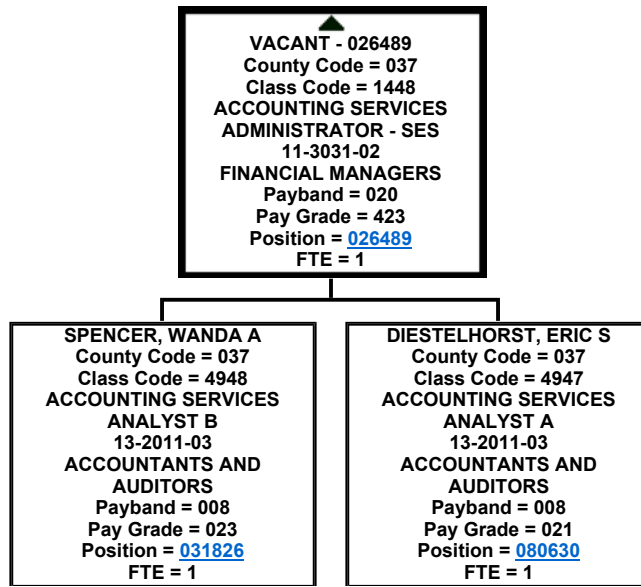 VACANT - 026489
County Code = 037
Class Code = 1448
ACCOUNTING SERVICES
ADMINISTRATOR - SES
11-3031-02
FINANCIAL MANAGERS
Payband = 020
Pay Grade = 423
Position = 026489
FTE = 1
SPENCER, WANDA A
County Code = 037
Class Code = 4948
ACCOUNTING SERVICES
ANALYST B
13-2011-03
ACCOUNTANTS AND
AUDITORS
Payband = 008
Pay Grade = 023
Position = 031826
FTE = 1
DIESTELHORST, ERIC S
County Code = 037
Class Code = 4947
ACCOUNTING SERVICES
ANALYST A
13-2011-03
ACCOUNTANTS AND
AUDITORS
Payband = 008
Pay Grade = 021
Position = 080630
FTE = 1